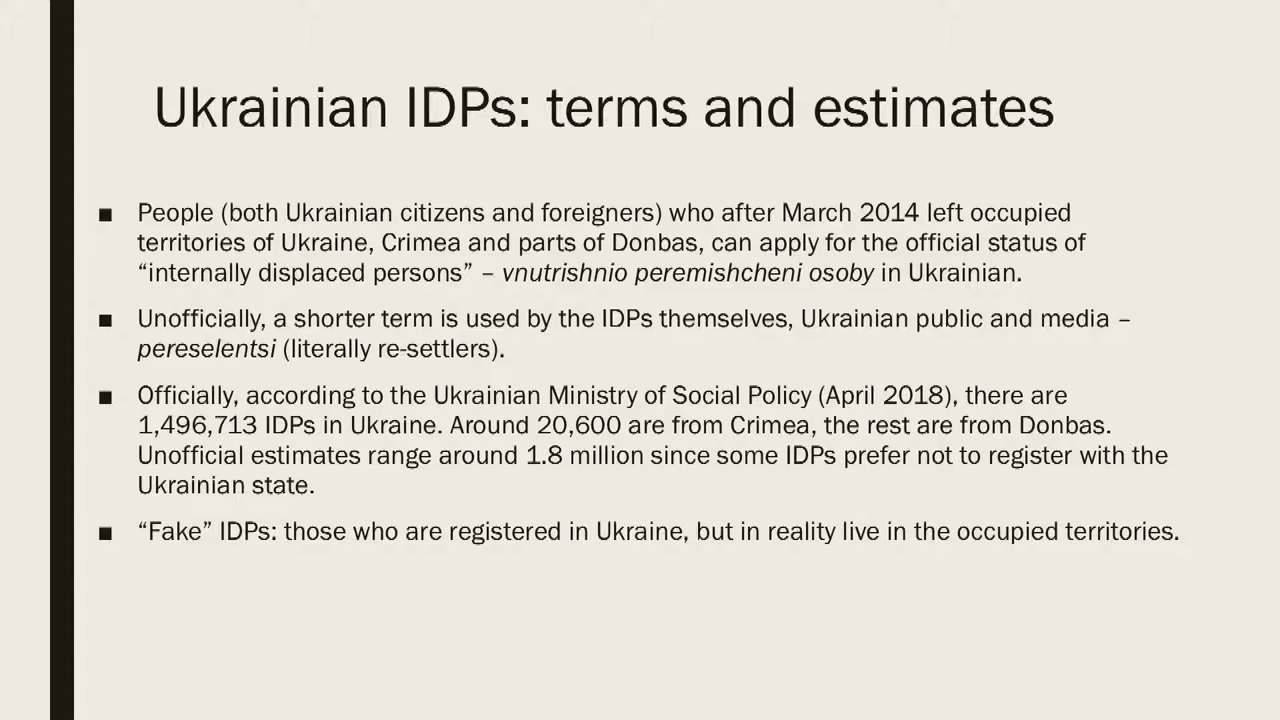 Ukrainian IDPs: terms and estimates
■ People (both Ukrainian citizens and foreigners) who after March 2014 left occupied
territories of Ukraine, Crimea and parts of Donbas, can apply for the official status of
“internally displaced persons” – vnutrishnio peremishcheni osoby in Ukrainian.
■ Unofficially, a shorter term is used by the IDPs themselves, Ukrainian public and media –
pereselentsi (literally re-settlers).
■ Officially, according to the Ukrainian Ministry of Social Policy (April 2018), there are
1,496,713 IDPs in Ukraine. Around 20,600 are from Crimea, the rest are from Donbas.
Unofficial estimates range around 1.8 million since some IDPs prefer not to register with the
Ukrainian state.
■ “Fake” IDPs: those who are registered in Ukraine, but in reality live in the occupied territories.